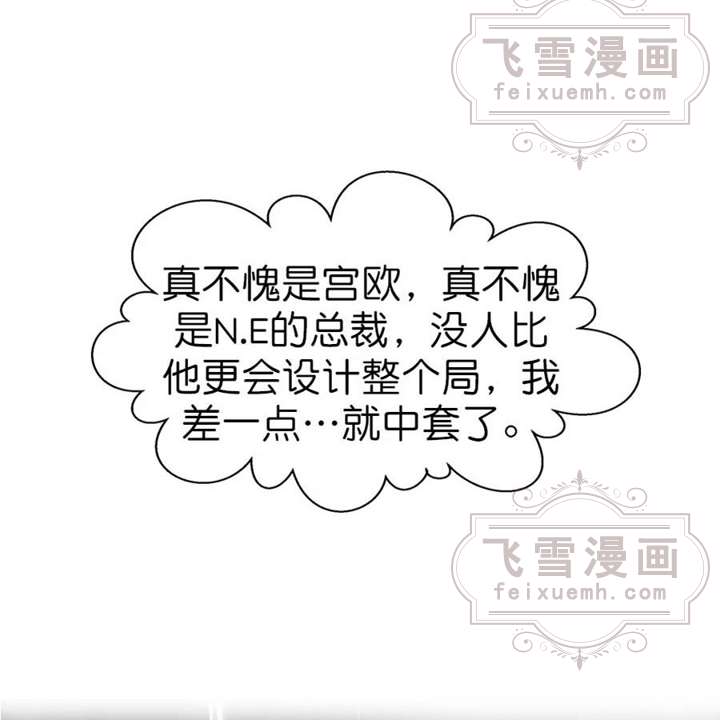 飞雪漫画
feixuemh.com
真不愧是宫欧，真不愧
是N.E的总裁，没人比
他更会设计整个局，我
差一点…就中套了。
飞雪漫画
feixuemh.com